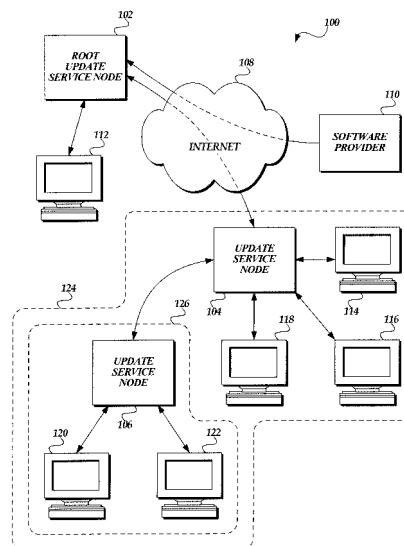 102
100
ROOT
UPDATE
SERVICE NODE
108
110
INTERNET
SOFTWARE
PROVIDER
112
124
UPDATE
SERVICE
NODE
104
114
126
118
116
UPDATE
SERVICE
NODE
106
120
122